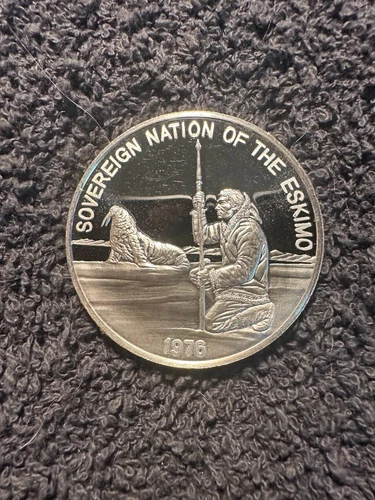 SOVEREIGN NATION OF THE ESKIMO
1976